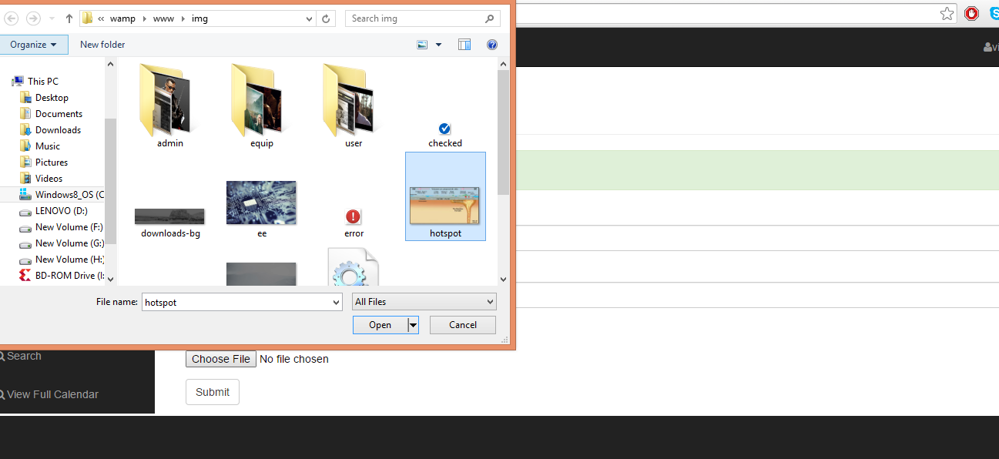 « wamp › www › img
Search img
Organize
New folder
This PC
Desktop
Documents
Downloads
Music
Pictures
Videos
Windows8_OS (C
LENOVO (D:)
New Volume (F:)
New Volume (G:)
New Volume (H:)
BD-ROM Drive (I:
admin
equip
user
checked
downloads-bg
ee
error
hotspot
File name:
hotspot
All Files
Open
Cancel
vi
Search
View Full Calendar
Choose File No file chosen
Submit